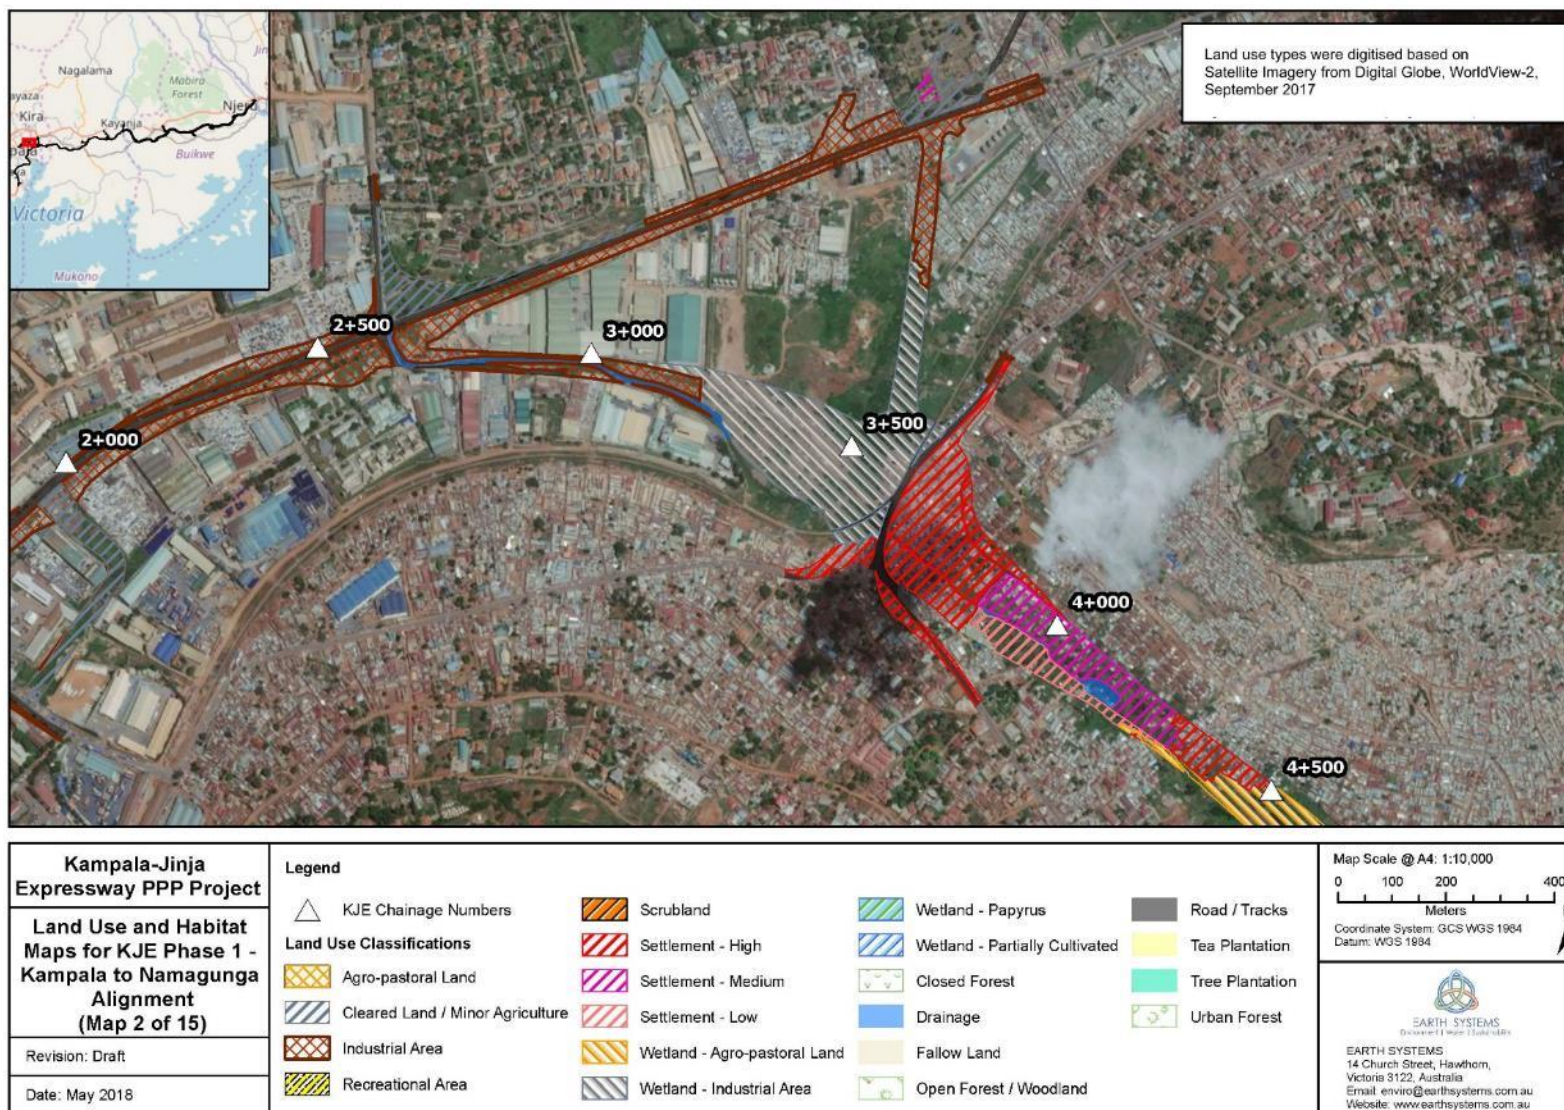 Nagalama
Mabira
Forest
Jin
ayaza
Kira
Kayanja
Njeru
Buikwe
Victoria
Mukono
Land use types were digitised based on
Satellite Imagery from Digital Globe, WorldView-2,
September 2017
2+000
2+500
3+000
3+500
4+000
4+500
Kampala-Jinja
Expressway PPP Project
Land Use and Habitat
Maps for KJE Phase 1 -
Kampala to Namagunga
Alignment
(Map 2 of 15)
Revision: Draft
Date: May 2018
Legend
KJE Chainage Numbers
Land Use Classifications
Agro-pastoral Land
Cleared Land / Minor Agriculture
Industrial Area
Recreational Area
Scrubland
Settlement - High
Settlement - Medium
Settlement - Low
Wetland - Agro-pastoral Land
Wetland - Industrial Area
Wetland - Papyrus
Wetland - Partially Cultivated
Closed Forest
Drainage
Fallow Land
Open Forest / Woodland
Road / Tracks
Tea Plantation
Tree Plantation
Urban Forest
Map Scale @ A4: 1:10,000
0 100 200 400
Meters
Coordinate System: GCS WGS 1984
Datum: WGS 1984
EARTH SYSTEMS
Environment | Water | Sustainability
EARTH SYSTEMS
14 Church Street, Hawthorn,
Victoria 3122, Australia
Email: enviro@earthsystems.com.au
Website: www.earthsystems.com.au